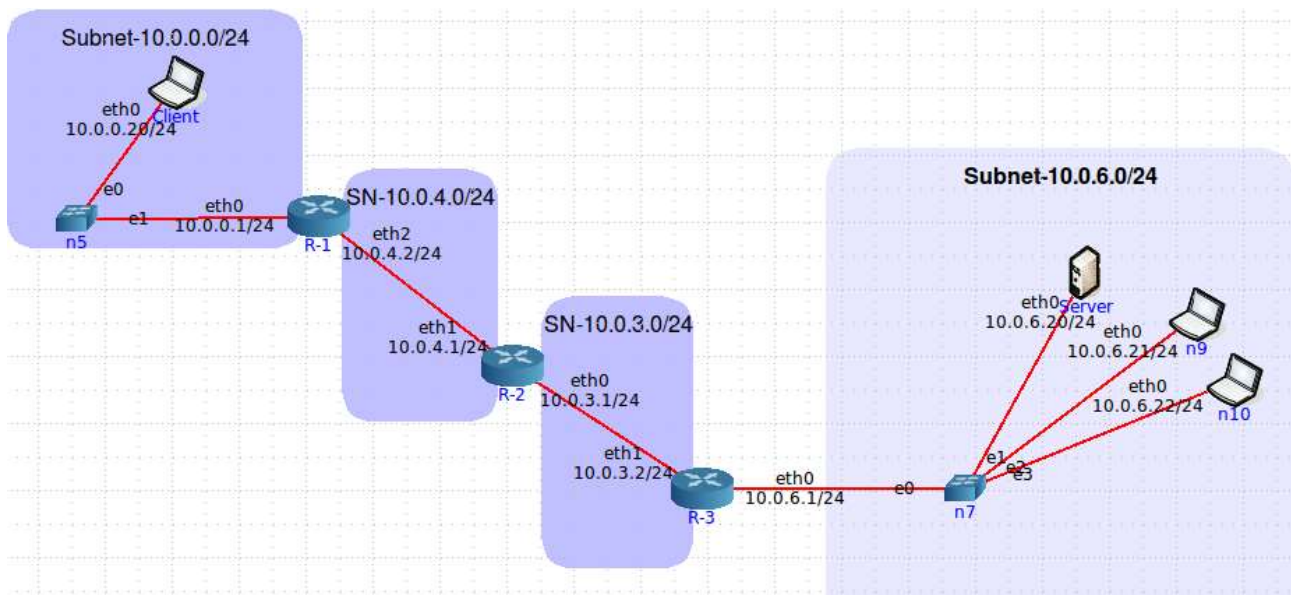 Subnet-10.0.0.0/24
eth0
10.0.0.20/24
Client
e0
e1
n5
eth0
10.0.0.1/24
R-1
SN-10.0.4.0/24
eth2
10.0.4.2/24
eth1
10.0.4.1/24
R-2
SN-10.0.3.0/24
eth0
10.0.3.1/24
eth1
10.0.3.2/24
R-3
eth0
10.0.6.1/24
Subnet-10.0.6.0/24
eth0
10.0.6.20/24
Server
eth0
10.0.6.21/24
n9
eth0
10.0.6.22/24
n10
e1
e2
e3
e0
n7